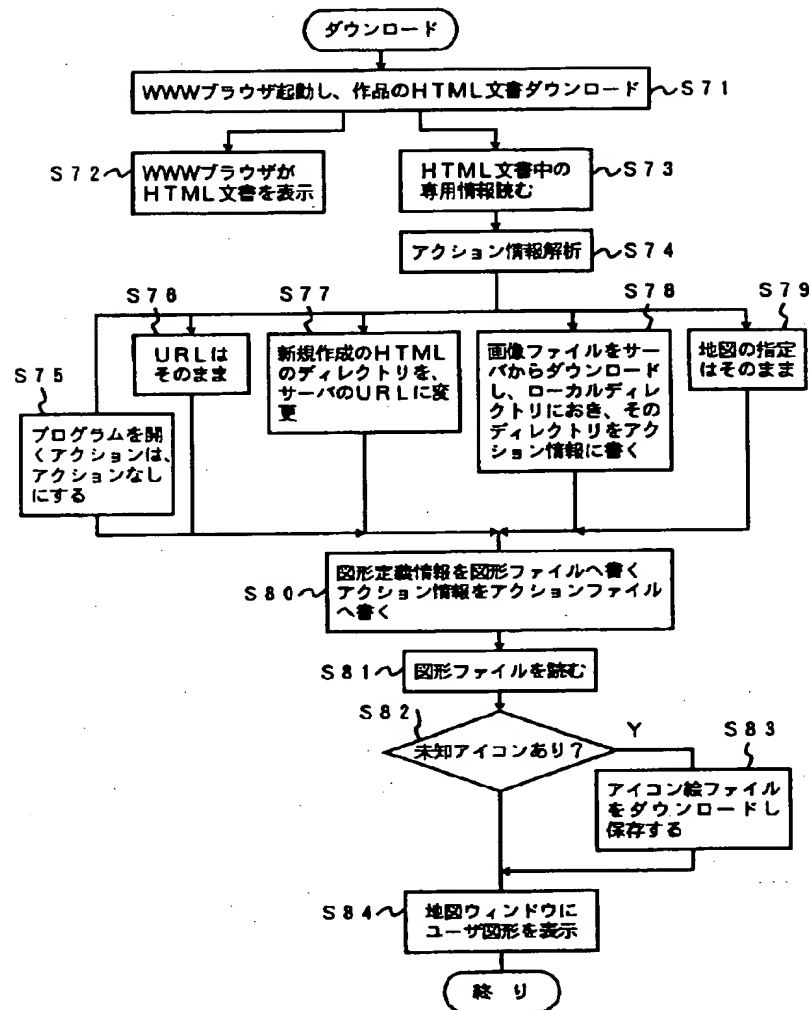 ダウンロード
WWWブラウザ起動し、作品のHTML文書ダウンロード
S71
S72
WWWブラウザが
HTML文書を表示
HTML文書中の
専用情報読む
S73
アクション情報解析
S74
S75
プログラムを開
くアクションは、
アクションなし
にする
S76
URLは
そのまま
S77
新規作成のHTML
のディレクトリを、
サーバのURLに変
更
S78
画像ファイルをサー
バからダウンロード
し、ローカルディレ
クトリにおき、その
ディレクトリをアク
ション情報に書く
S79
地図の指定
はそのまま
S80
図形定義情報を図形ファイルへ書く
アクション情報をアクションファイル
へ書く
S81
図形ファイルを読む
S82
未知アイコンあり？
Y
S83
アイコン絵ファイル
をダウンロードし
保存する
S84
地図ウィンドウに
ユーザ図形を表示
終り